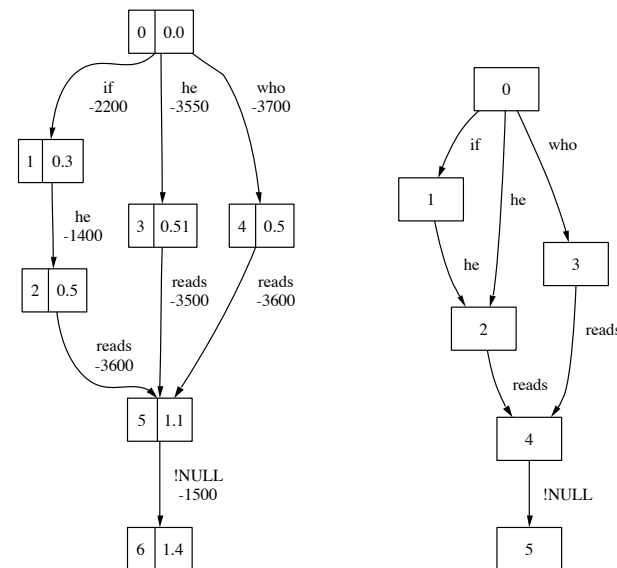 0 0.0
if
-2200
he
-3550
who
-3700
1 0.3
he
-1400
3 0.51
4 0.5
2 0.5
reads
-3500
reads
-3600
reads
-3600
5 1.1
!NULL
-1500
6 1.4
0
if
who
1
he
he
3
2
reads
reads
4
!NULL
5